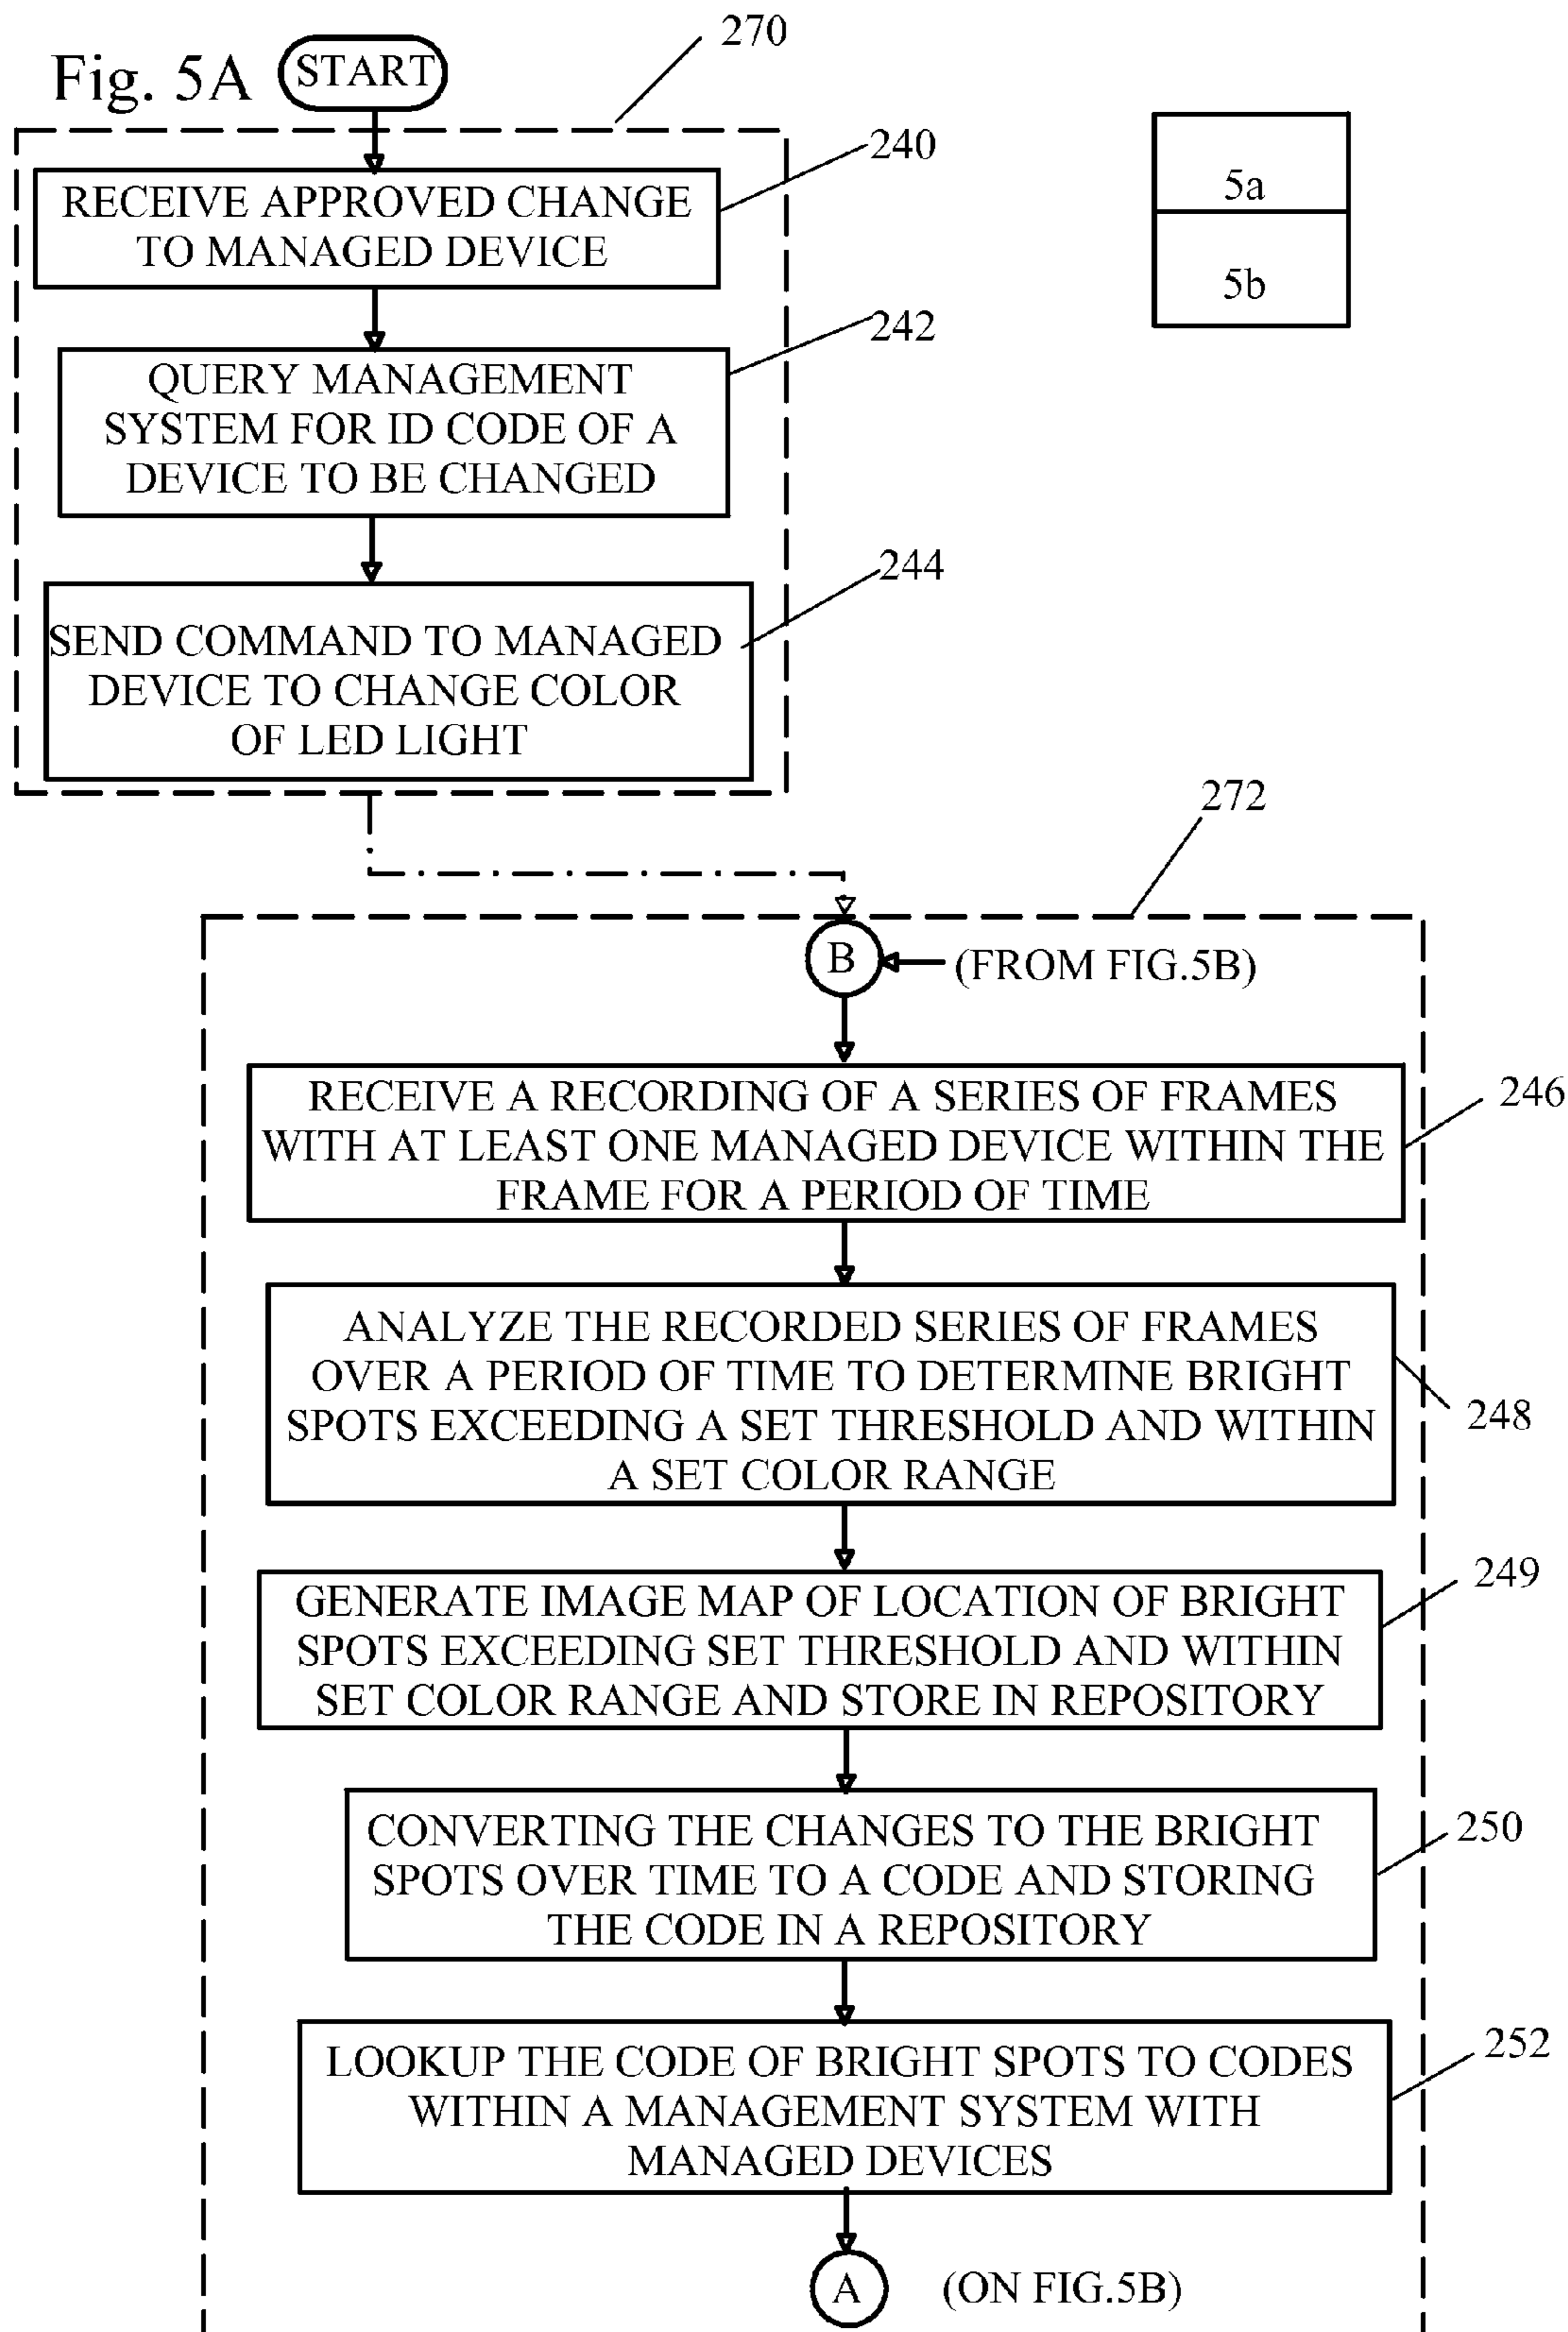 Fig. 5A
START
270
240
RECEIVE APPROVED CHANGE
TO MANAGED DEVICE
5a
5b
242
QUERY MANAGEMENT
SYSTEM FOR ID CODE OF A
DEVICE TO BE CHANGED
244
SEND COMMAND TO MANAGED
DEVICE TO CHANGE COLOR
OF LED LIGHT
272
B
(FROM FIG.5B)
246
RECEIVE A RECORDING OF A SERIES OF FRAMES
WITH AT LEAST ONE MANAGED DEVICE WITHIN THE
FRAME FOR A PERIOD OF TIME
ANALYZE THE RECORDED SERIES OF FRAMES
OVER A PERIOD OF TIME TO DETERMINE BRIGHT
SPOTS EXCEEDING A SET THRESHOLD AND WITHIN
A SET COLOR RANGE
248
249
GENERATE IMAGE MAP OF LOCATION OF BRIGHT
SPOTS EXCEEDING SET THRESHOLD AND WITHIN
SET COLOR RANGE AND STORE IN REPOSITORY
250
CONVERTING THE CHANGES TO THE BRIGHT
SPOTS OVER TIME TO A CODE AND STORING
THE CODE IN A REPOSITORY
252
LOOKUP THE CODE OF BRIGHT SPOTS TO CODES
WITHIN A MANAGEMENT SYSTEM WITH
MANAGED DEVICES
A
(ON FIG.5B)